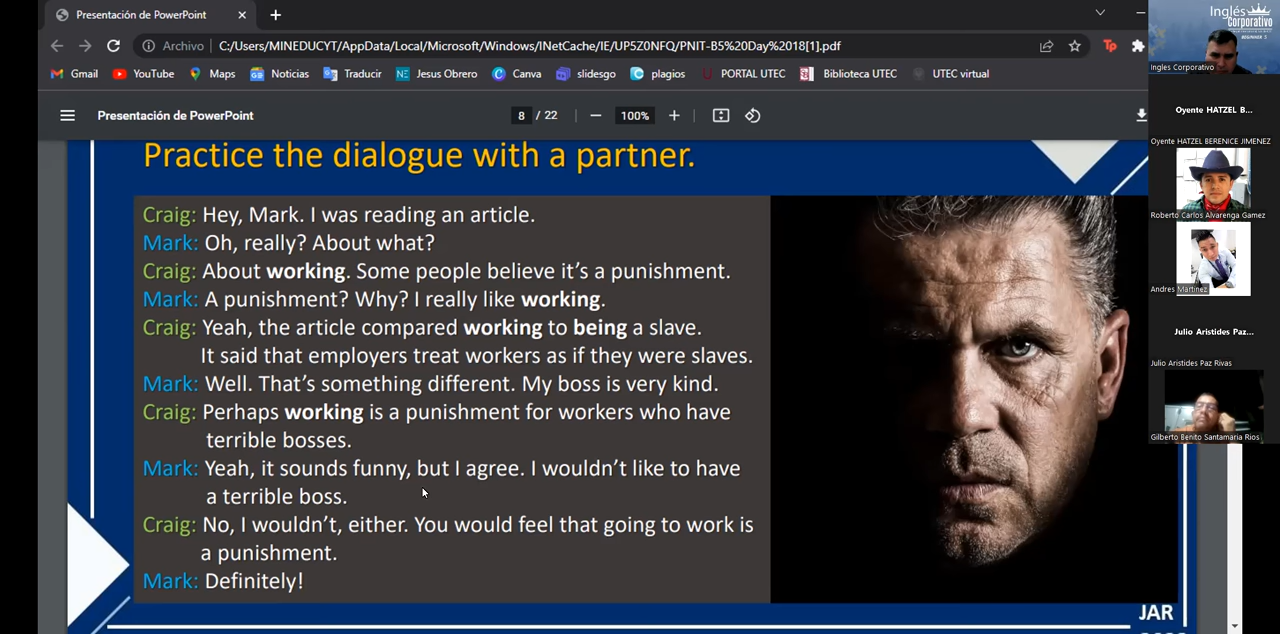 Presentación de PowerPoint
Archivo
C:/Users/MINEDUCYT/AppData/Local/Microsoft/Windows/INetCache/IE/UP5Z0NFQ/PNIT-B5%20Day%2018[1].pdf
Gmail YouTube Maps Noticias Traducir Jesus Obrero Canva slidesgo plagios PORTAL UTEC Biblioteca UTEC UTEC virtual
Presentación de PowerPoint 8 / 22 100%
Practice the dialogue with a partner.
Craig: Hey, Mark. I was reading an article.
Mark: Oh, really? About what?
Craig: About working. Some people believe it's a punishment.
Mark: A punishment? Why? I really like working.
Craig: Yeah, the article compared working to being a slave.
It said that employers treat workers as if they were slaves.
Mark: Well. That's something different. My boss is very kind.
Craig: Perhaps working is a punishment for workers who have
terrible bosses.
Mark: Yeah, it sounds funny, but I agree. I wouldn't like to have
a terrible boss.
Craig: No, I wouldn't, either. You would feel that going to work is
a punishment.
Mark: Definitely!
JAR
Inglés
Corporativo
Ingles Corporativo
Oyente HATZEL B...
Oyente HATZEL BERENICE JIMENEZ
Roberto Carlos Alvarenga Gamez
Andres Martinez
Julio Aristides Paz...
Julio Aristides Paz Rivas
Gilberto Benito Santamaria Rios